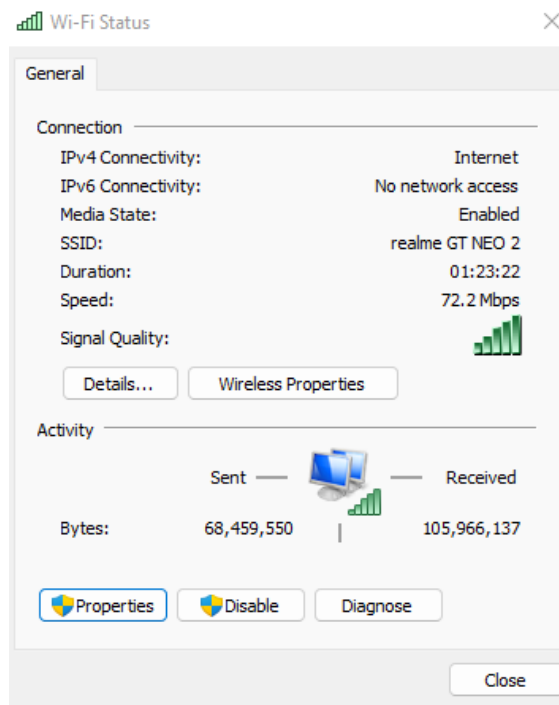 Wi-Fi Status
General
Connection
IPv4 Connectivity: Internet
IPv6 Connectivity: No network access
Media State: Enabled
SSID: realme GT NEO 2
Duration: 01:23:22
Speed: 72.2 Mbps
Signal Quality:
Details... Wireless Properties
Activity
Sent Received
Bytes: 68,459,550 105,966,137
Properties Disable Diagnose
Close